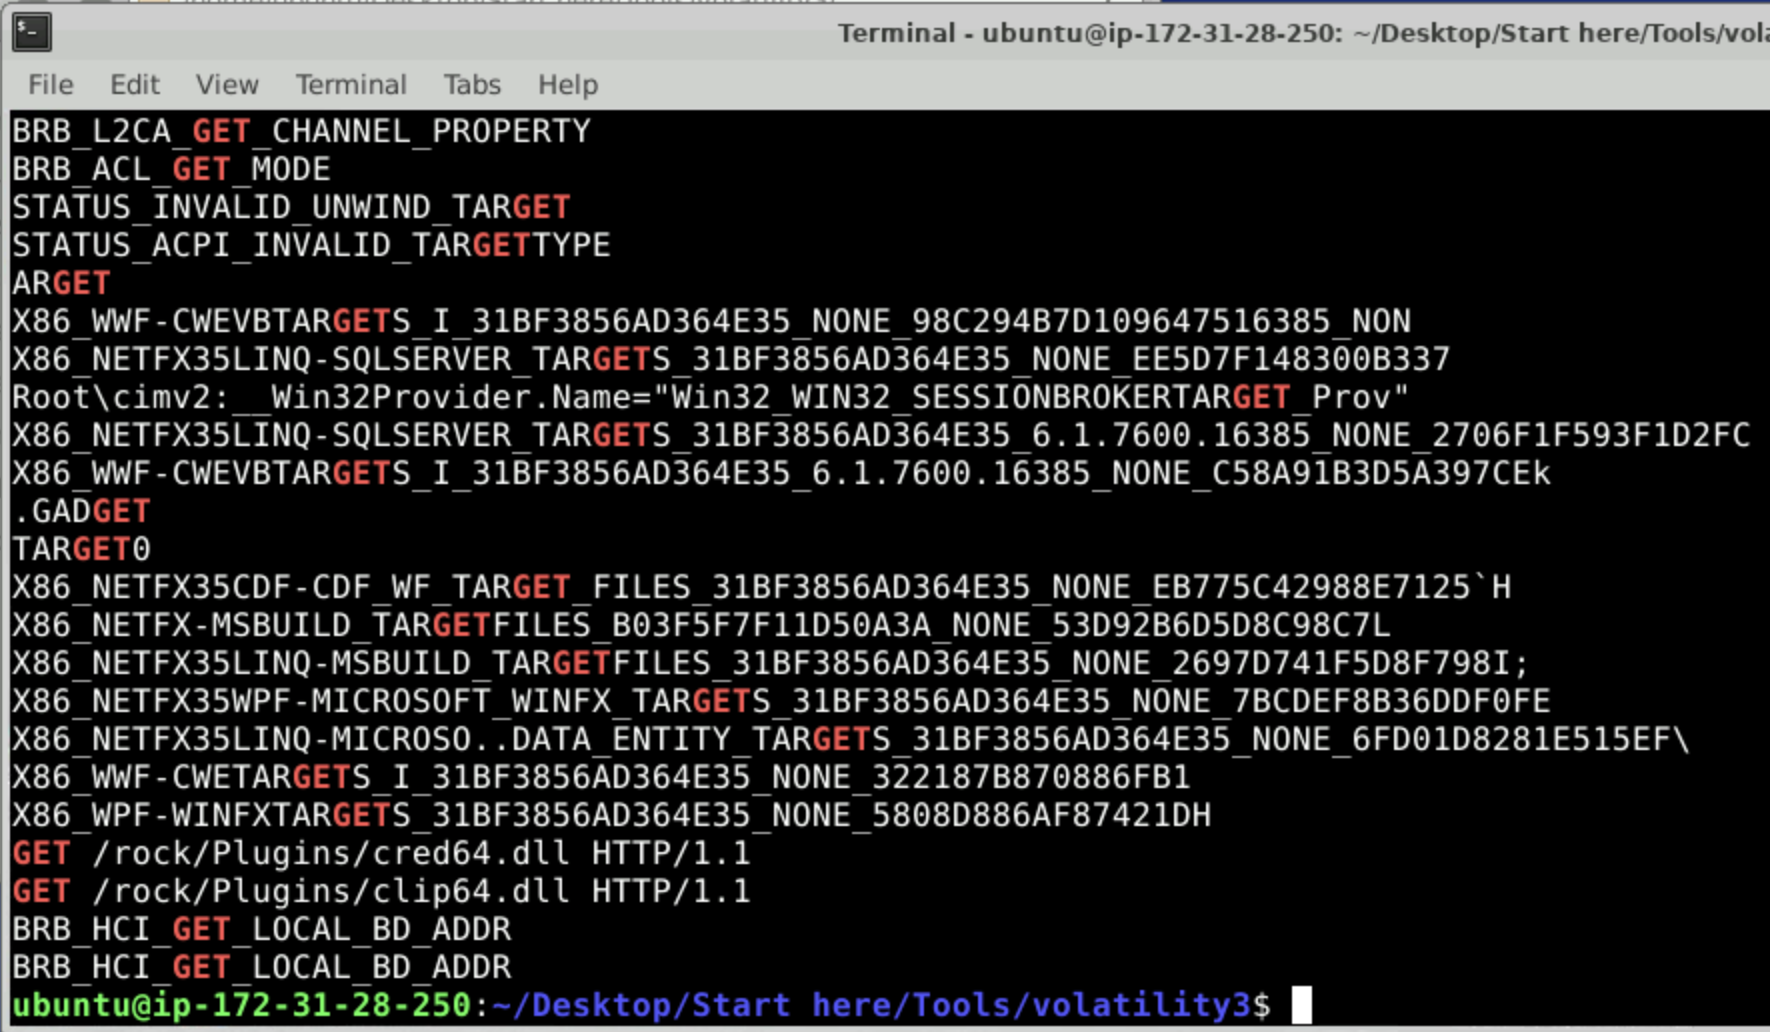 Terminal - ubuntu@ip-172-31-28-250: ~/Desktop/Start here/Tools/vola
File Edit View Terminal Tabs Help
BRB_L2CA_GET_CHANNEL_PROPERTY
BRB_ACL_GET_MODE
STATUS_INVALID_UNWIND_TARGET
STATUS_ACPI_INVALID_TARGETTYPE
ARGET
X86_WWF-CWEVBTARGETS_I_31BF3856AD364E35_NONE_98C294B7D109647516385_NON
X86_NETFX35LINQ-SQLSERVER_TARGETS_31BF3856AD364E35_NONE_EE5D7F148300B337
Root\cimv2:__Win32Provider.Name="Win32_WIN32_SESSIONBROKERTARGET_Prov"
X86_NETFX35LINQ-SQLSERVER_TARGETS_31BF3856AD364E35_6.1.7600.16385_NONE_2706F1F593F1D2FC
X86_WWF-CWEVBTARGETS_I_31BF3856AD364E35_6.1.7600.16385_NONE_C58A91B3D5A397CEk
.GADGET
TARGET0
X86_NETFX35CDF-CDF_WF_TARGET_FILES_31BF3856AD364E35_NONE_EB775C42988E7125`H
X86_NETFX-MSBUILD_TARGETFILES_B03F5F7F11D50A3A_NONE_53D92B6D5D8C98C7L
X86_NETFX35LINQ-MSBUILD_TARGETFILES_31BF3856AD364E35_NONE_2697D741F5D8F798I;
X86_NETFX35WPF-MICROSOFT_WINFX_TARGETS_31BF3856AD364E35_NONE_7BCDEF8B36DDF0FE
X86_NETFX35LINQ-MICROSO..DATA_ENTITY_TARGETS_31BF3856AD364E35_NONE_6FD01D8281E515EF\
X86_WWF-CWETARGETS_I_31BF3856AD364E35_NONE_322187B870886FB1
X86_WPF-WINFXTARGETS_31BF3856AD364E35_NONE_5808D886AF87421DH
GET /rock/Plugins/cred64.dll HTTP/1.1
GET /rock/Plugins/clip64.dll HTTP/1.1
BRB_HCI_GET_LOCAL_BD_ADDR
BRB_HCI_GET_LOCAL_BD_ADDR
ubuntu@ip-172-31-28-250:~/Desktop/Start here/Tools/volatility3$